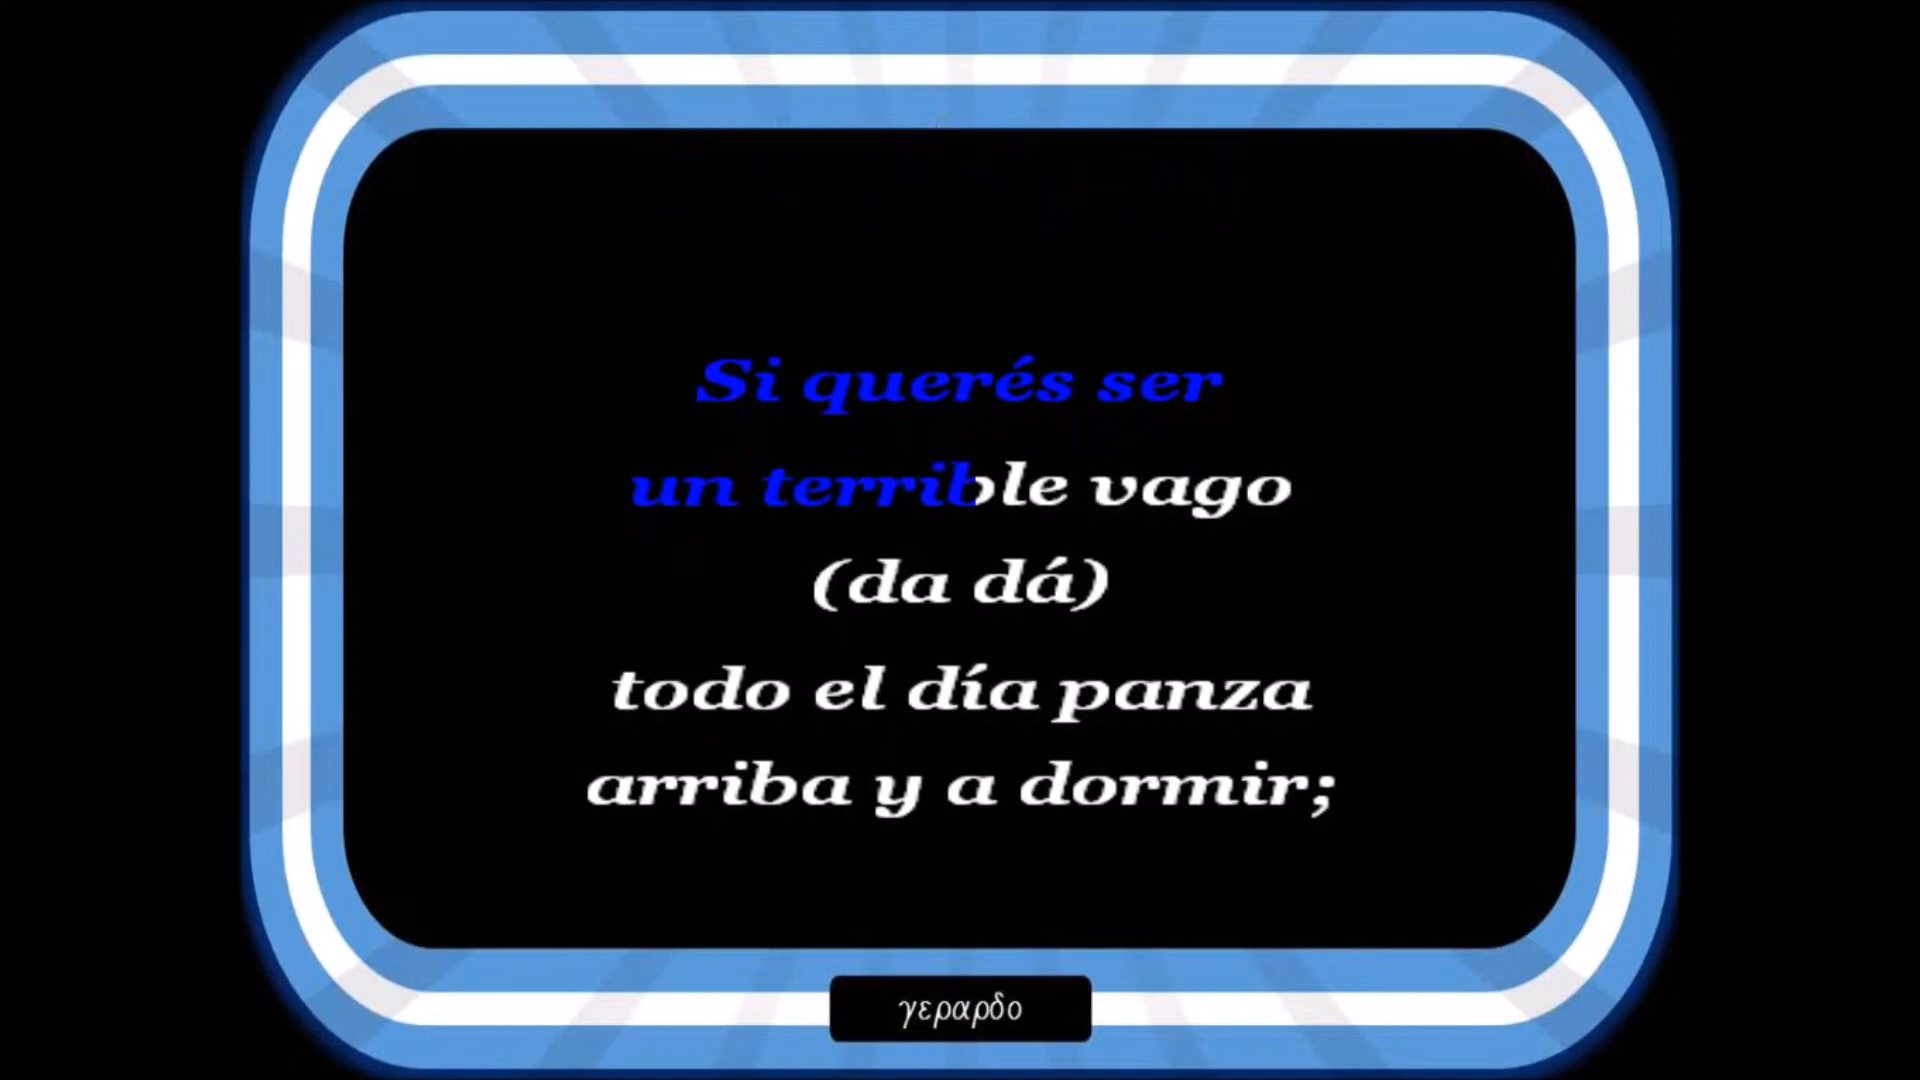 Si querés ser
un terrible vago
(da dá)
todo el día panza
arriba y a dormir;
γεραρδο